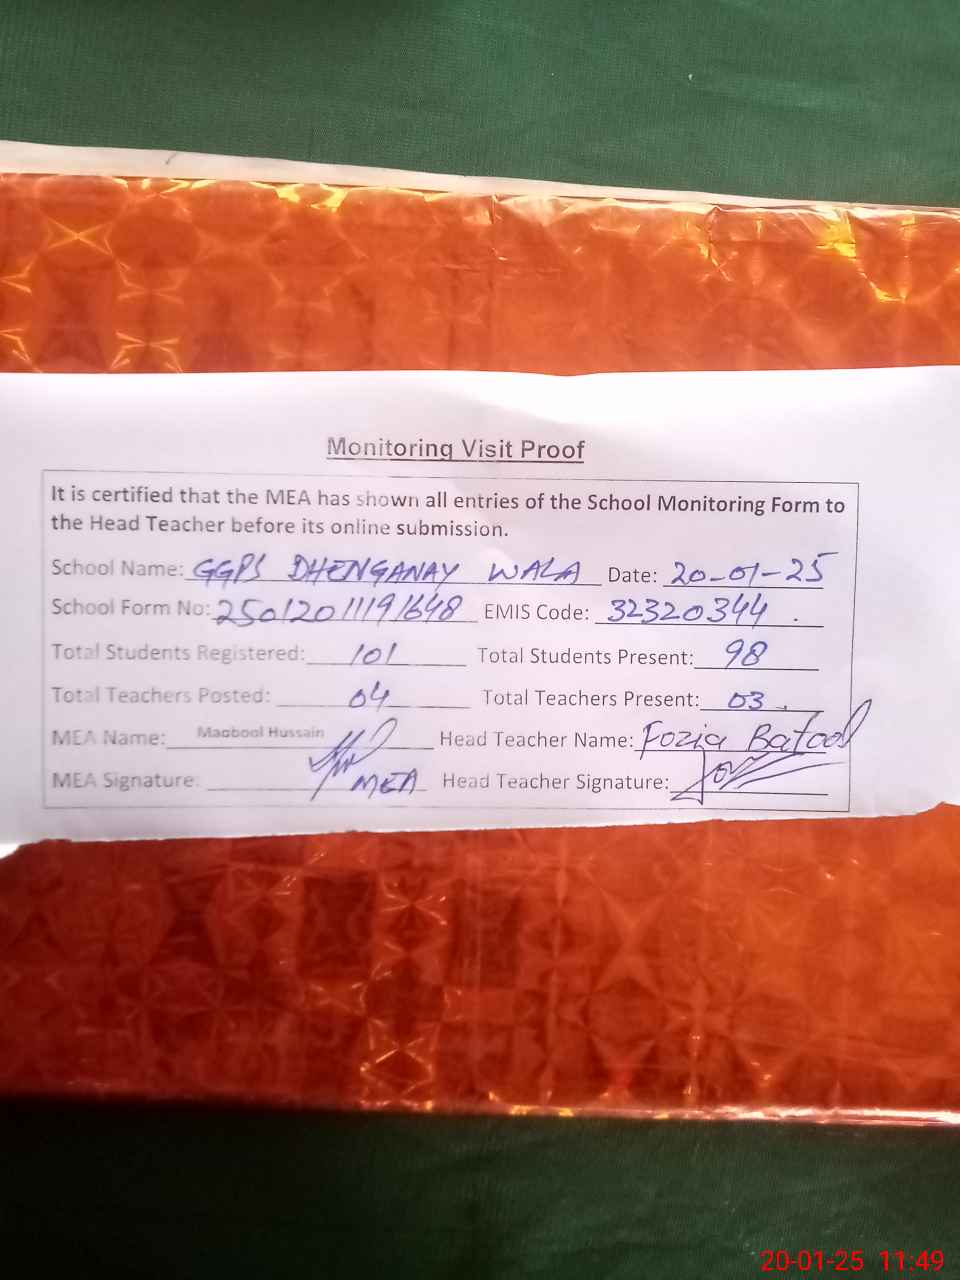 Monitoring Visit Proof
It is certified that the MEA has shown all entries of the School Monitoring Form to
the Head Teacher before its online submission.
School Name: GGPS DHENGANAY WALA Date: 20-01-25
School Form No: 250120111191648 EMIS Code: 32320344
Total Students Registered: 101 Total Students Present: 98
Total Teachers Posted: 04 Total Teachers Present: 03
MEA Name: Maqbool Hussain Head Teacher Name: Fozia Batool
MEA Signature: MEA Head Teacher Signature:
20-01-25 11:49